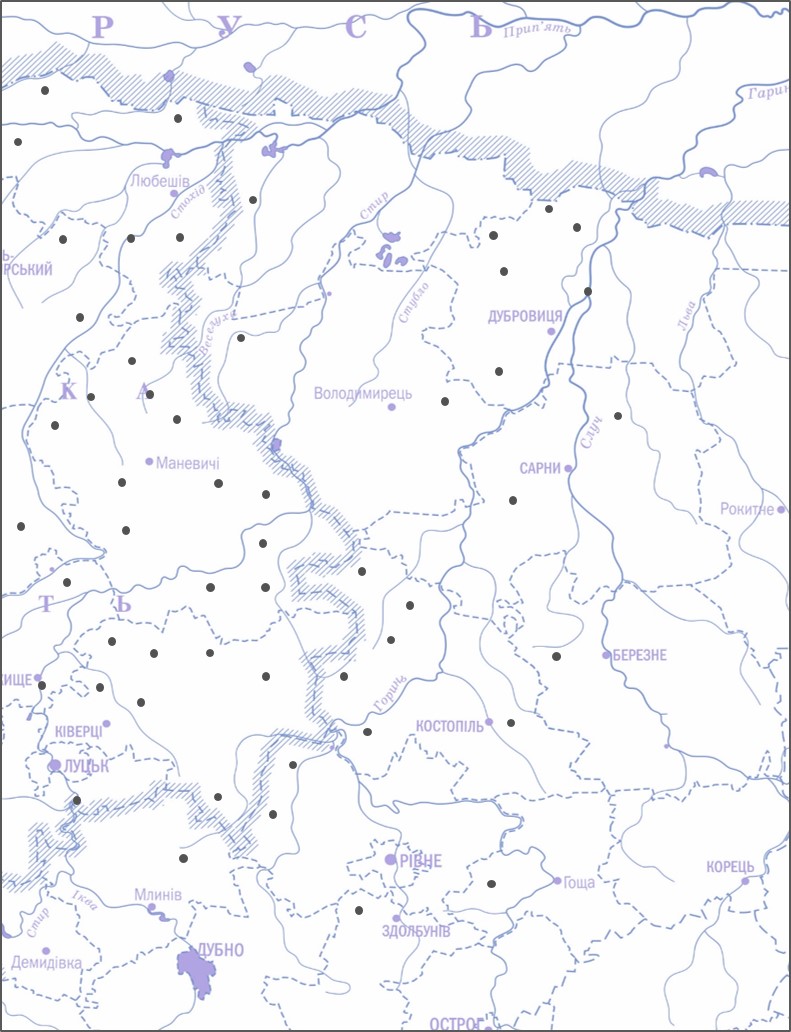 Р У С Ь
Прип'ять
Гарин
Любешів
Стохід
Стир
Ь-
РСЬКИЙ
Стубло
Льва
ДУБРОВИЦЯ
Веселуха
К А
Володимирець
Случ
Маневичі
САРНИ
Рокитне
Т Ь
БЕРЕЗНЕ
ИЩЕ
Горинь
КІВЕРЦІ
КОСТОПІЛЬ
ЛУЦЬК
РІВНЕ
КОРЕЦЬ
Гоща
Млинів
Іква
Стир
ЗДОЛБУНІВ
ДУБНО
Демидівка
ОСТРОГ